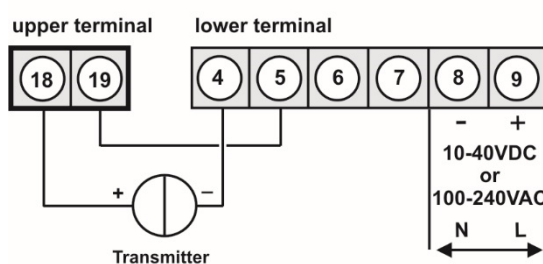 upper terminal lower terminal
18 19 4 5 6 7 8 9
- +
10-40VDC
or
100-240VAC
+ –
N L
Transmitter